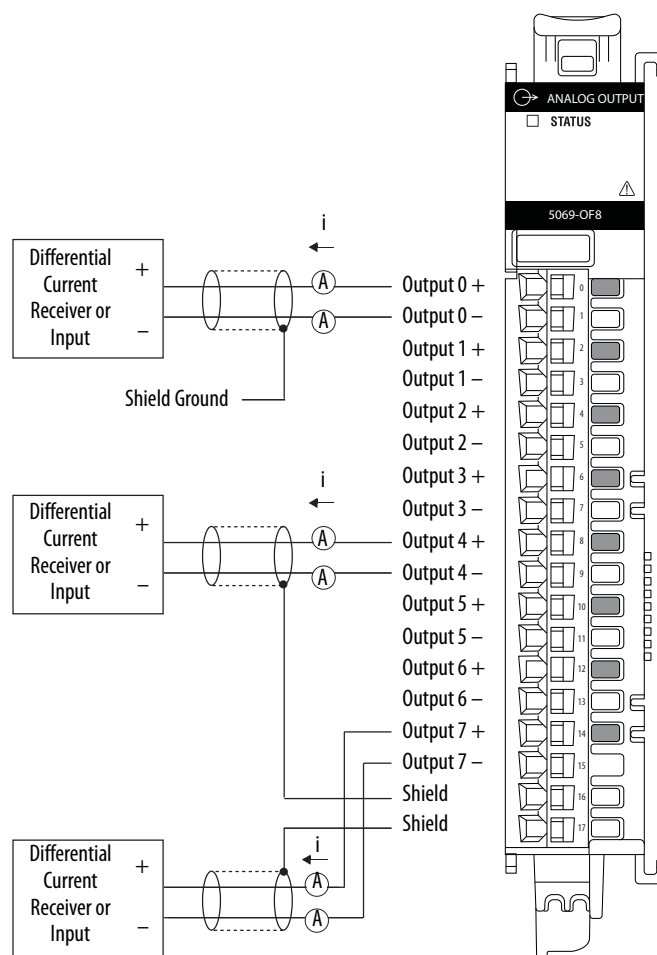 ANALOG OUTPUT
STATUS
5069-OF8
i
Differential
Current
Receiver or
Input
+
−
A
A
Shield Ground
Output 0 +
Output 0 −
Output 1 +
Output 1 −
Output 2 +
Output 2 −
Output 3 +
Output 3 −
Output 4 +
Output 4 −
Output 5 +
Output 5 −
Output 6 +
Output 6 −
Output 7 +
Output 7 −
Shield
Shield
0
1
2
3
4
5
6
7
8
9
10
11
12
13
14
15
16
17
i
Differential
Current
Receiver or
Input
+
−
A
A
i
Differential
Current
Receiver or
Input
+
−
A
A